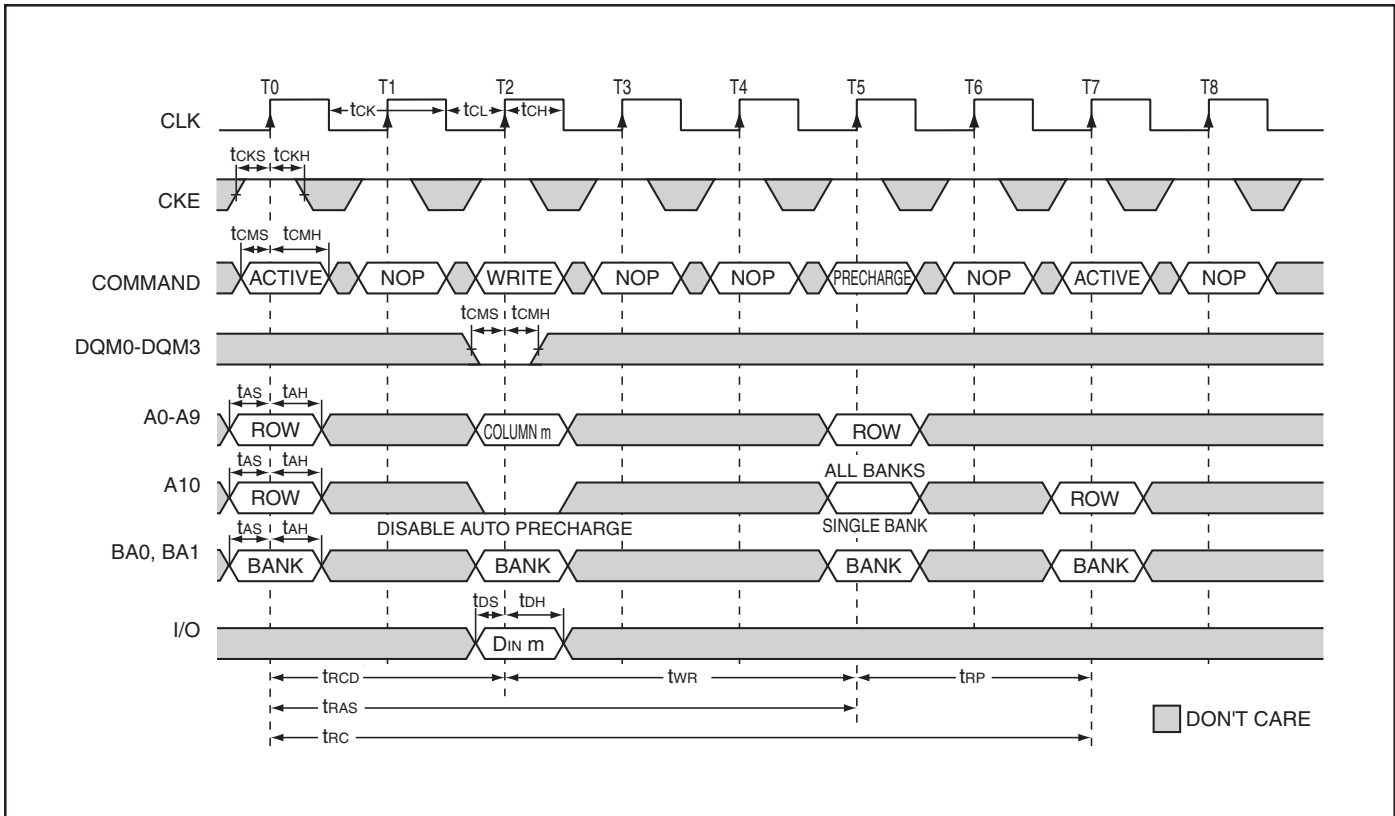 T0 T1 T2 T3 T4 T5 T6 T7 T8
CLK tCK tCL tCH
tCKS tCKH
CKE
tCMS tCMH
COMMAND ACTIVE NOP WRITE NOP NOP PRECHARGE NOP ACTIVE NOP
tCMS tCMH
DQM0-DQM3
tAS tAH
A0-A9 ROW COLUMN m ROW
tAS tAH ALL BANKS
A10 ROW ROW
tAS tAH DISABLE AUTO PRECHARGE SINGLE BANK
BA0, BA1 BANK BANK BANK BANK
tDS tDH
I/O DIN m
tRCD tWR tRP
tRAS
DON'T CARE
tRC